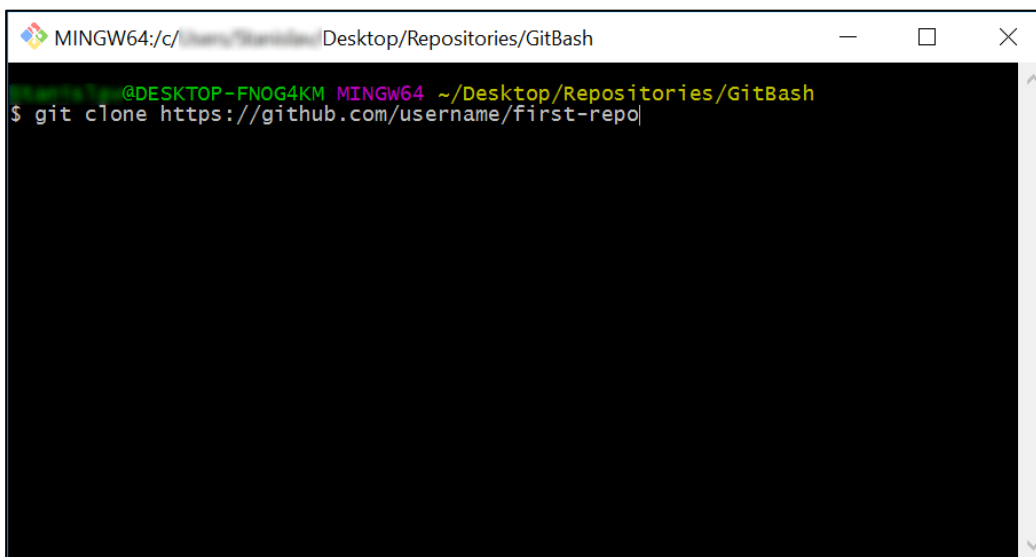 MINGW64:/c/ Desktop/Repositories/GitBash
@DESKTOP-FNOG4KM MINGW64 ~/Desktop/Repositories/GitBash
$ git clone https://github.com/username/first-repo